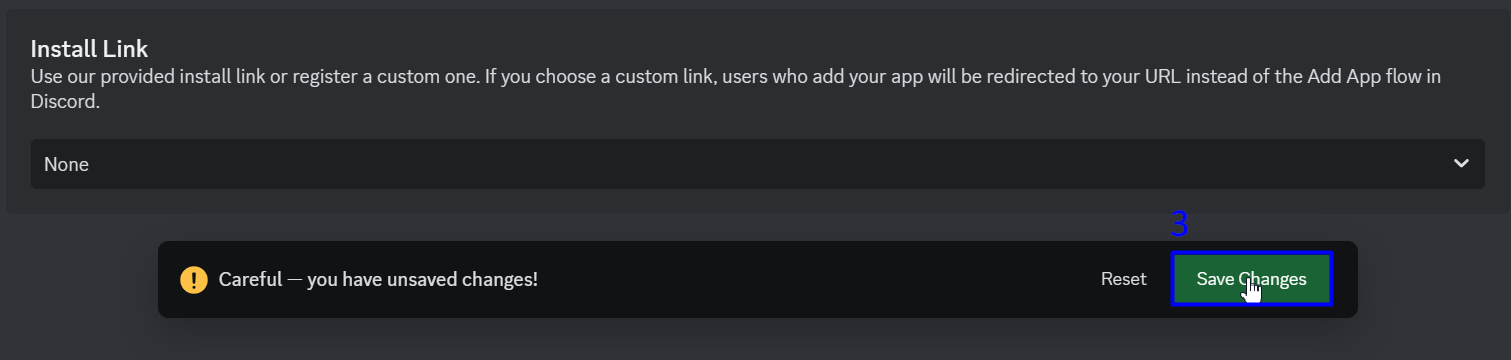 Install Link
Use our provided install link or register a custom one. If you choose a custom link, users who add your app will be redirected to your URL instead of the Add App flow in
Discord.
None
3
Careful — you have unsaved changes!
Reset
Save Changes